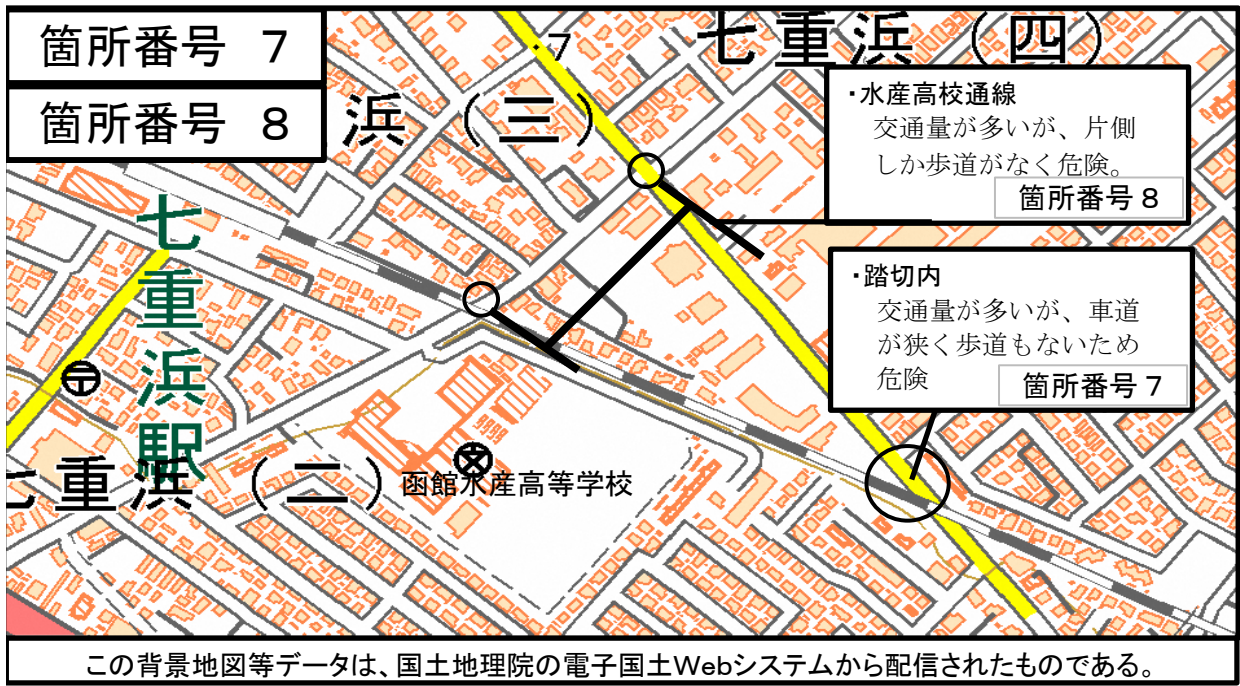 箇所番号 7
箇所番号 8
・7
七重浜（四）
浜（三）
・水産高校通線
交通量が多いが、片側
しか歩道がなく危険。
箇所番号８
七重浜駅
・踏切内
交通量が多いが、車道
が狭く歩道もないため
危険
箇所番号７
七重浜（二）
函館水産高等学校
この背景地図等データは、国土地理院の電子国土Webシステムから配信されたものである。